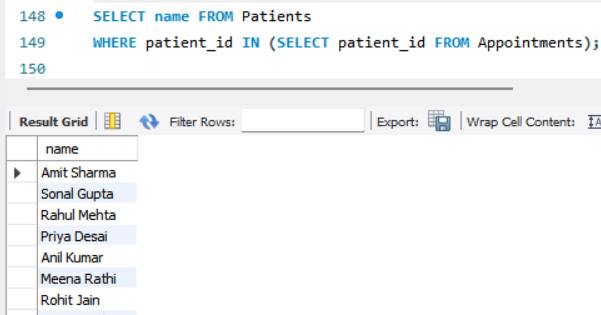 148 SELECT name FROM Patients
149 WHERE patient_id IN (SELECT patient_id FROM Appointments);
150
Result Grid Filter Rows: Export: Wrap Cell Content:
name
Amit Sharma
Sonal Gupta
Rahul Mehta
Priya Desai
Anil Kumar
Meena Rathi
Rohit Jain